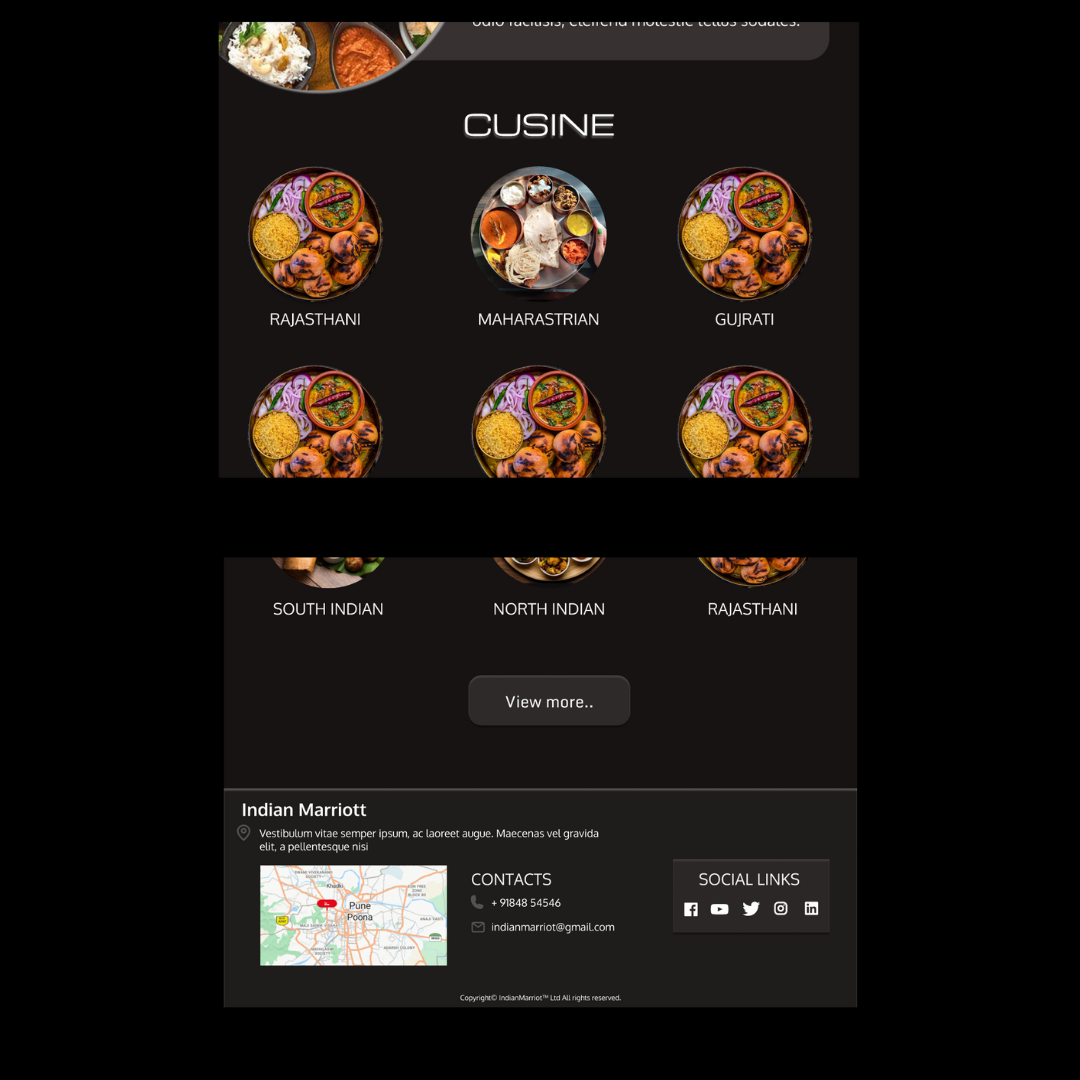 odio facilisis, eleifend molestie tellus sodales.
CUSINE
RAJASTHANI
MAHARASTRIAN
GUJRATI
SOUTH INDIAN
NORTH INDIAN
RAJASTHANI
View more..
Indian Marriott
Vestibulum vitae semper ipsum, ac laoreet augue. Maecenas vel gravida
elit, a pellentesque nisi
Khadki
Pune
Poona
CONTACTS
+ 91848 54546
indianmarriot@gmail.com
SOCIAL LINKS
Copyright© IndianMarriot™ Ltd All rights reserved.